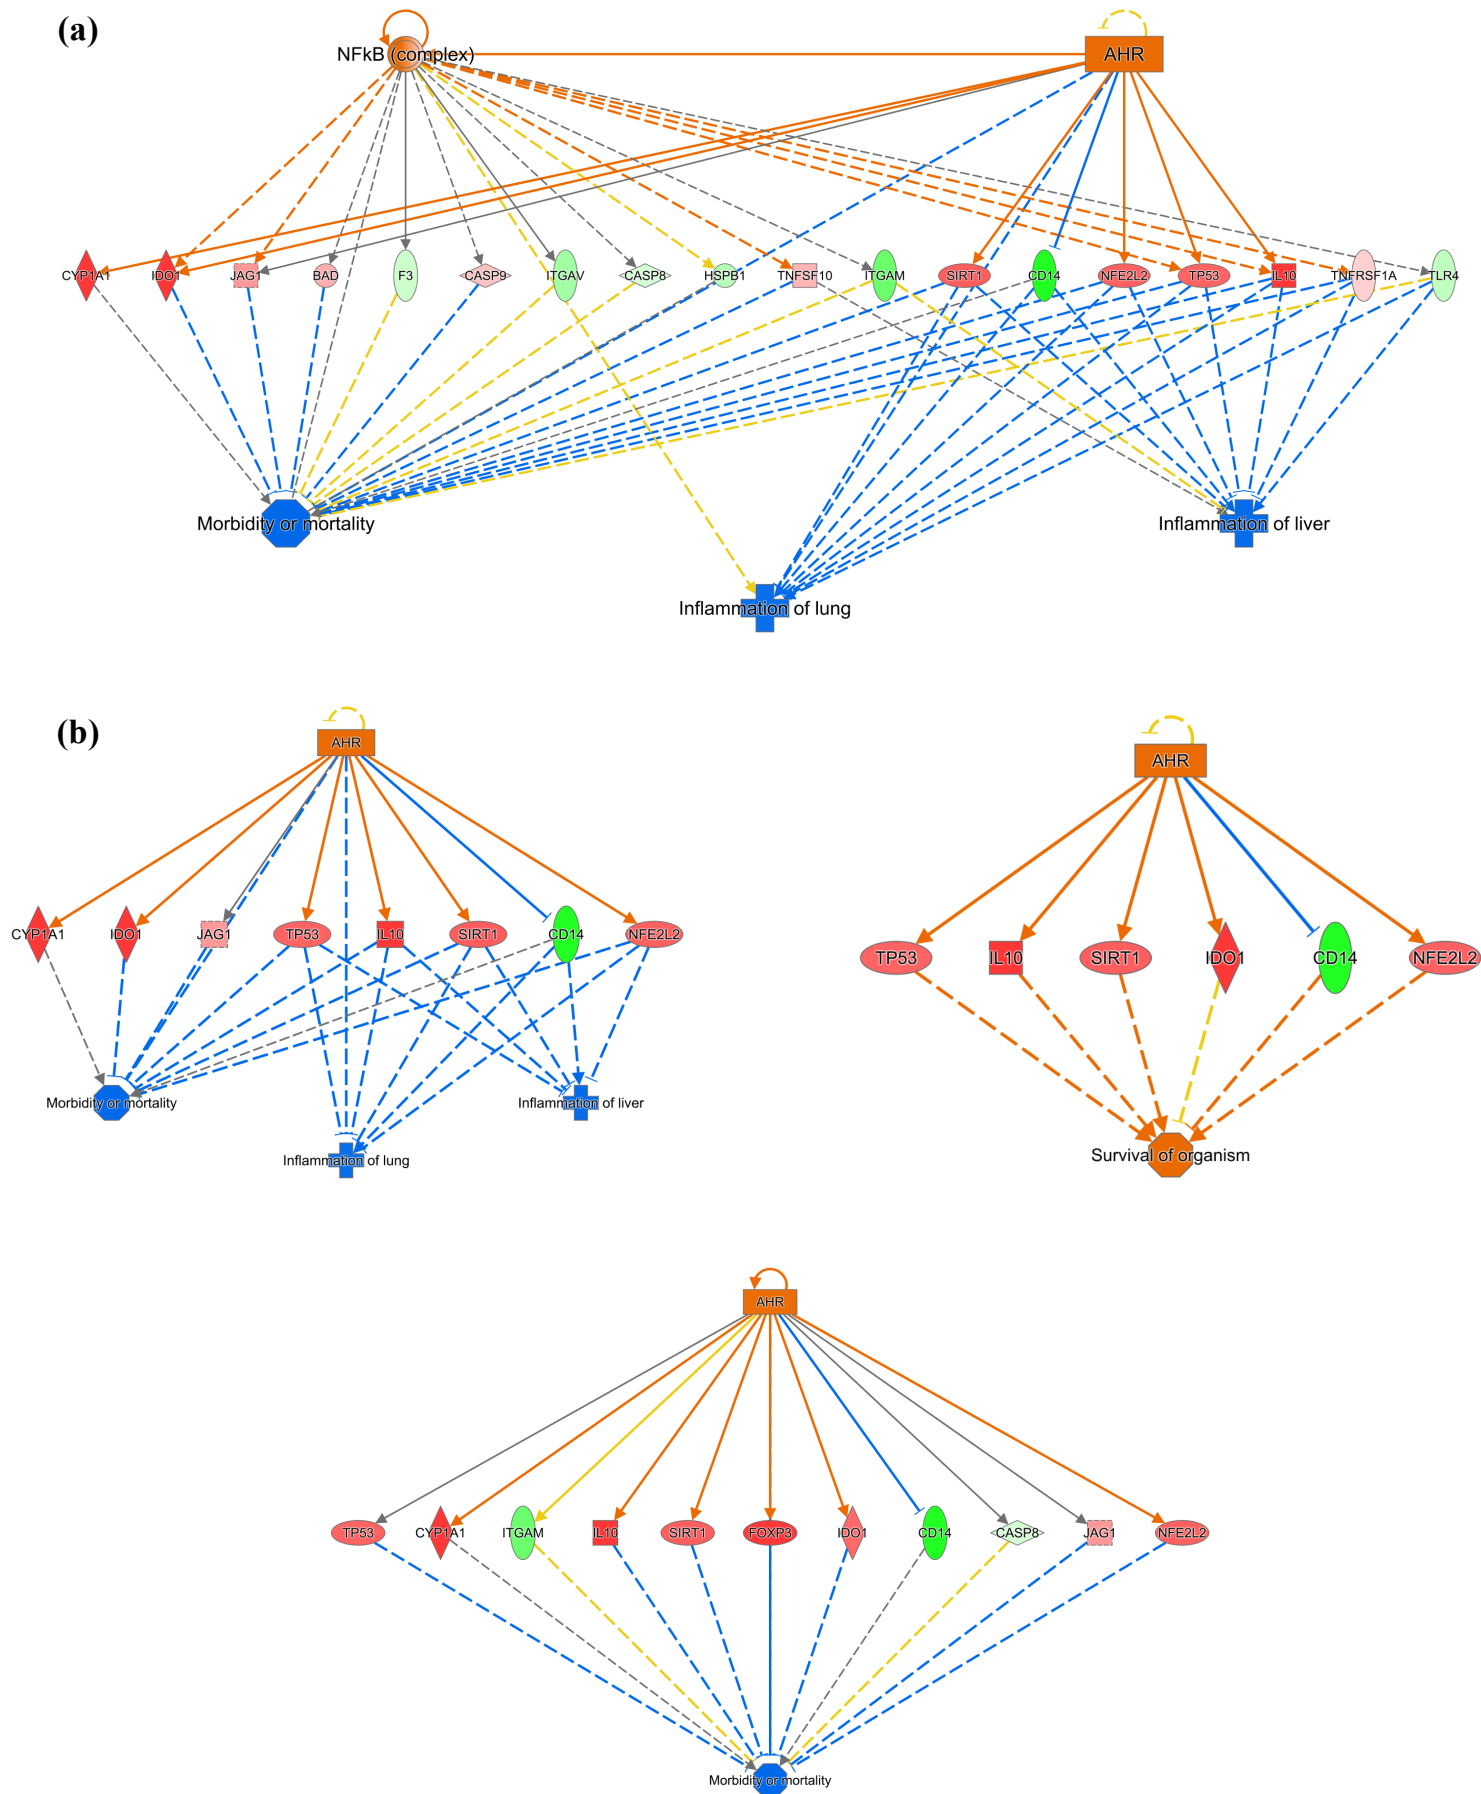 (a)
NFkB (complex) AHR
CYP1A1 IDO1 JAG1 BAD F3 CASP9 ITGAV CASP8 HSPB1 TNFSF10 ITGAM SIRT1 CD14 NFE2L2 TP53 IL10 TNFRSF1A TLR4
Morbidity or mortality Inflammation of liver
Inflammation of lung
(b)
AHR
AHR
CYP1A1 IDO1 JAG1 TP53 IL10 SIRT1 CD14 NFE2L2
TP53 IL10 SIRT1 IDO1 CD14 NFE2L2
Morbidity or mortality Inflammation of liver
Inflammation of lung
Survival of organism
AHR
TP53 CYP1A1 ITGAM IL10 SIRT1 FOXP3 IDO1 CD14 CASP8 JAG1 NFE2L2
Morbidity or mortality